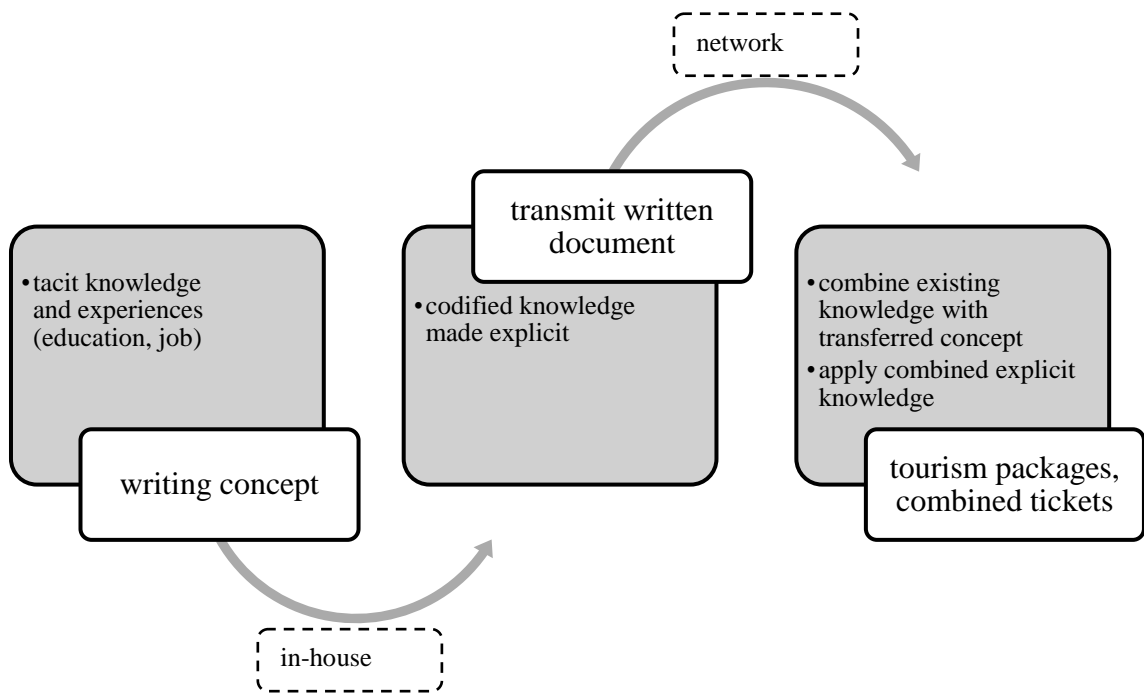 network
transmit written
document
• tacit knowledge
and experiences
(education, job)
• codified knowledge
made explicit
• combine existing
knowledge with
transferred concept
• apply combined explicit
knowledge
writing concept
tourism packages,
combined tickets
in-house